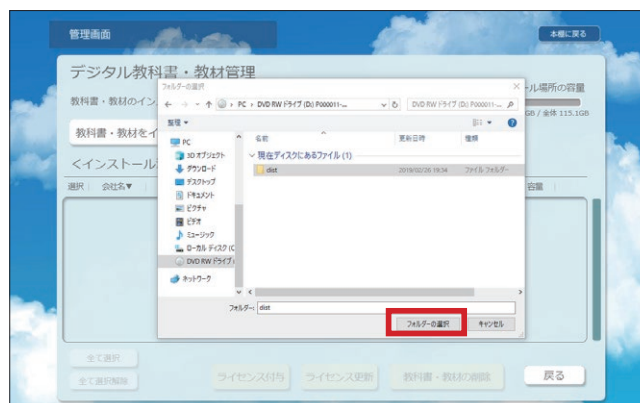 管理画面
本棚に戻る
デジタル教科書・教材管理
フォルダーの選択
ール場所の容量
教科書・教材のイン
GB / 全体 115.1GB
PC › DVD RW ドライブ (D:) P000011-...
DVD RW ドライブ (D:) P000011-...
整理
教科書・教材をイ
PC
3D オブジェクト
ダウンロード
デスクトップ
ドキュメント
ピクチャ
ビデオ
ミュージック
ローカル ディスク (C
DVD RW ドライブ (
ネットワーク
名前
更新日時
種類
現在ディスクにあるファイル (1)
dist
2019/02/26 19:34
ファイル フォルダー
<インストール
選択
会社名▼
容量
フォルダー: dist
フォルダーの選択
キャンセル
全て選択
全て選択解除
ライセンス付与
ライセンス更新
教科書・教材の削除
戻る